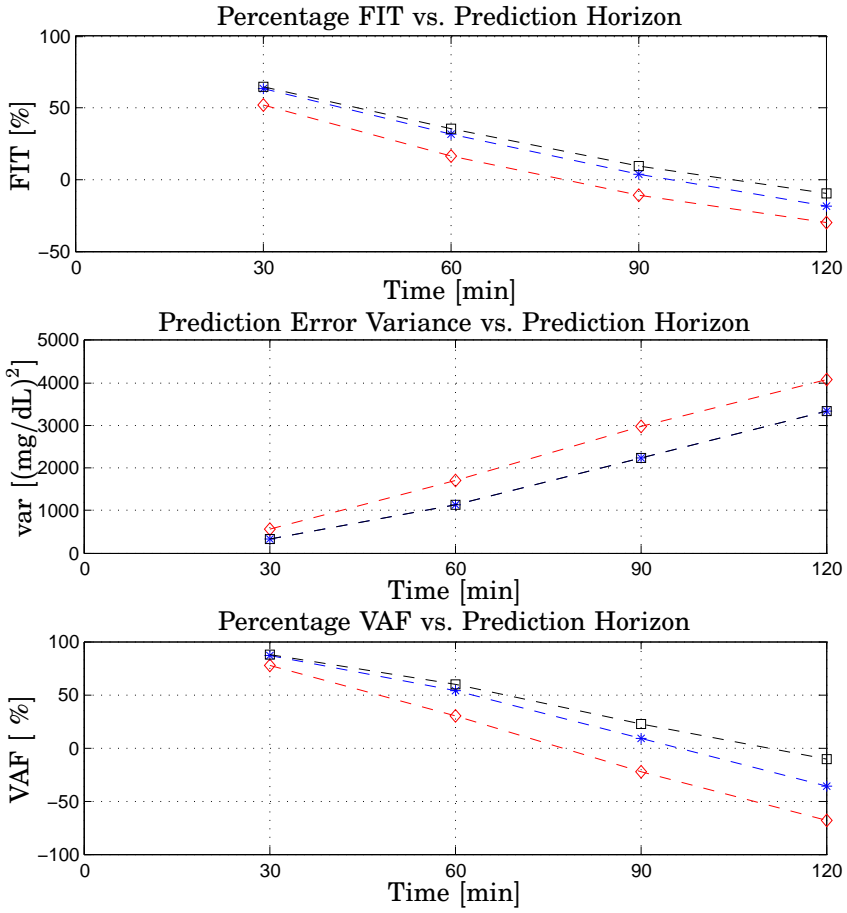 Percentage FIT vs. Prediction Horizon
100
50
0
−50
FIT [%]
0 30 60 90 120
Time [min]
Prediction Error Variance vs. Prediction Horizon
5000
4000
3000
2000
1000
0
var [(mg/dL)^2]
0 30 60 90 120
Time [min]
Percentage VAF vs. Prediction Horizon
100
50
0
−50
−100
VAF [ %]
0 30 60 90 120
Time [min]